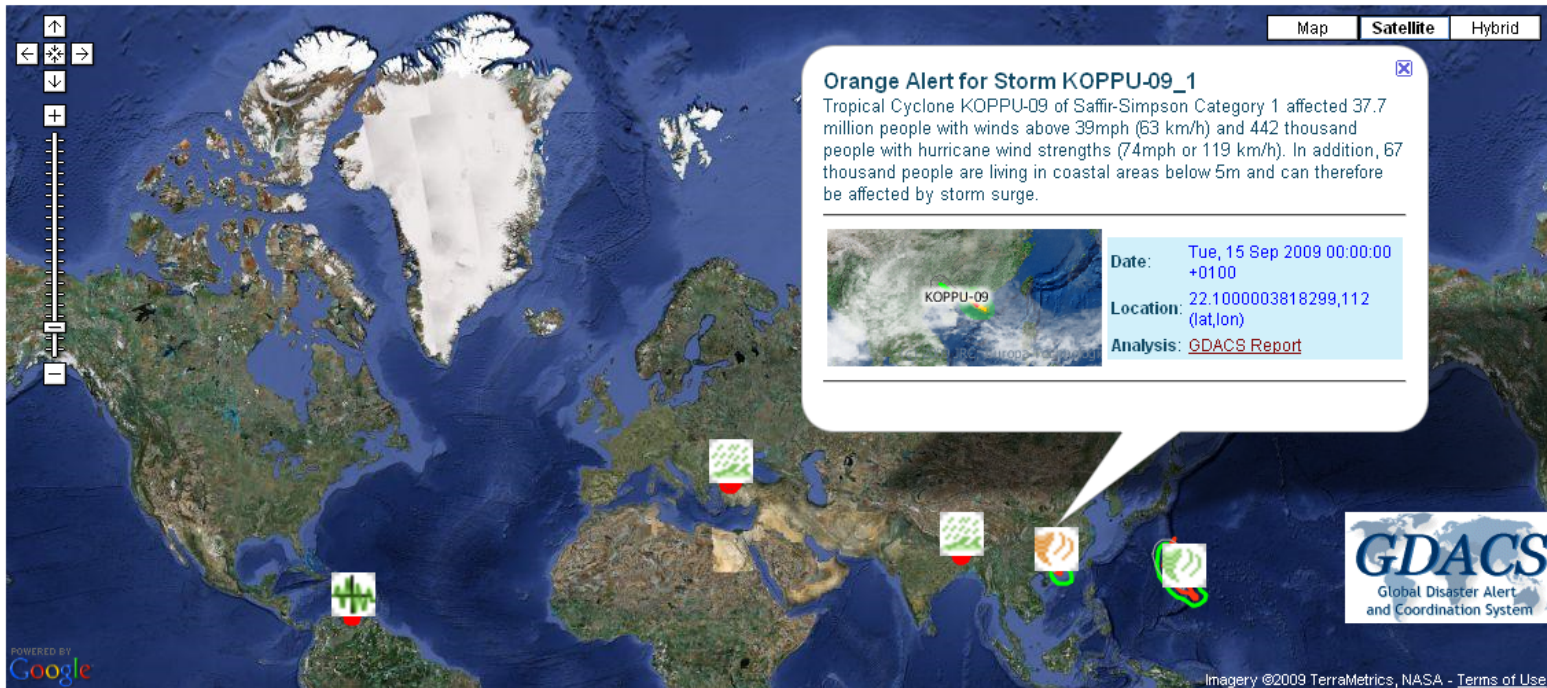 Map Satellite Hybrid
Orange Alert for Storm KOPPU-09_1
Tropical Cyclone KOPPU-09 of Saffir-Simpson Category 1 affected 37.7
million people with winds above 39mph (63 km/h) and 442 thousand
people with hurricane wind strengths (74mph or 119 km/h). In addition, 67
thousand people are living in coastal areas below 5m and can therefore
be affected by storm surge.
KOPPU-09
Date: Tue, 15 Sep 2009 00:00:00
+0100
Location: 22.1000003818299,112
(lat,lon)
Analysis: GDACS Report
GDACS
Global Disaster Alert
and Coordination System
POWERED BY
Google
Imagery ©2009 TerraMetrics, NASA - Terms of Use